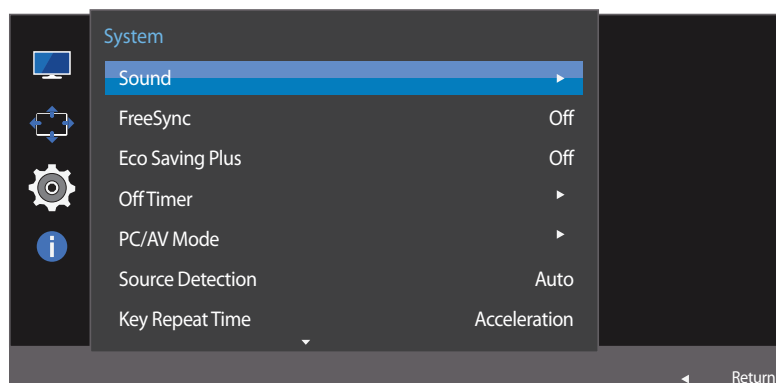 System
Sound
FreeSync Off
Eco Saving Plus Off
Off Timer
PC/AV Mode
Source Detection Auto
Key Repeat Time Acceleration
Return